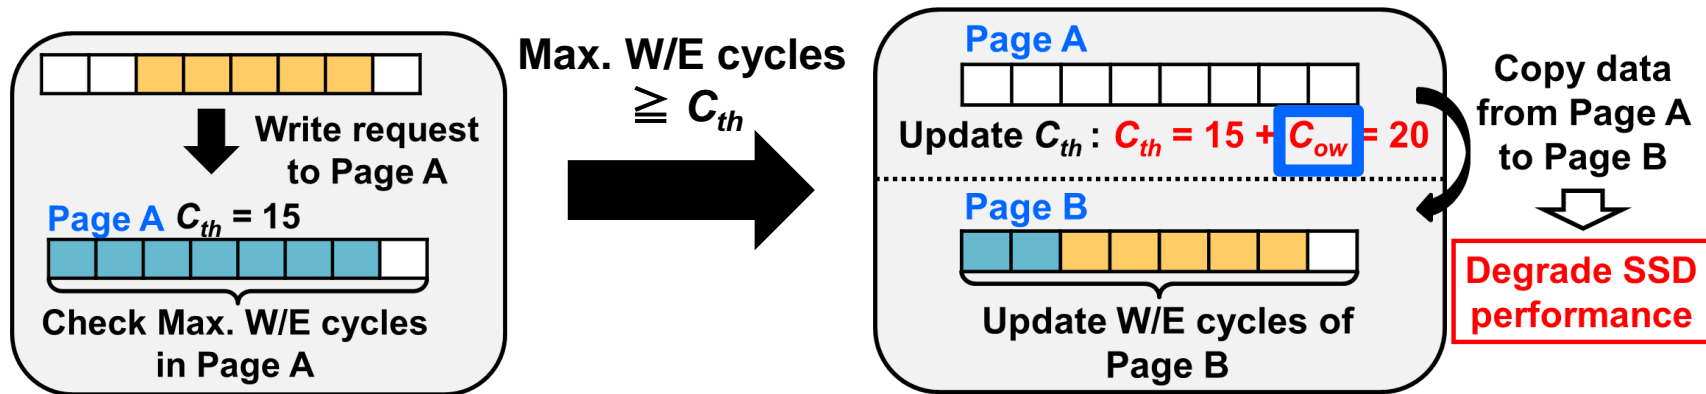 Write request
to Page A
Page A C_th = 15
Check Max. W/E cycles
in Page A
Max. W/E cycles
≧ C_th
Page A
Update C_th : C_th = 15 + C_ow = 20
Page B
Update W/E cycles of
Page B
Copy data
from Page A
to Page B
Degrade SSD
performance